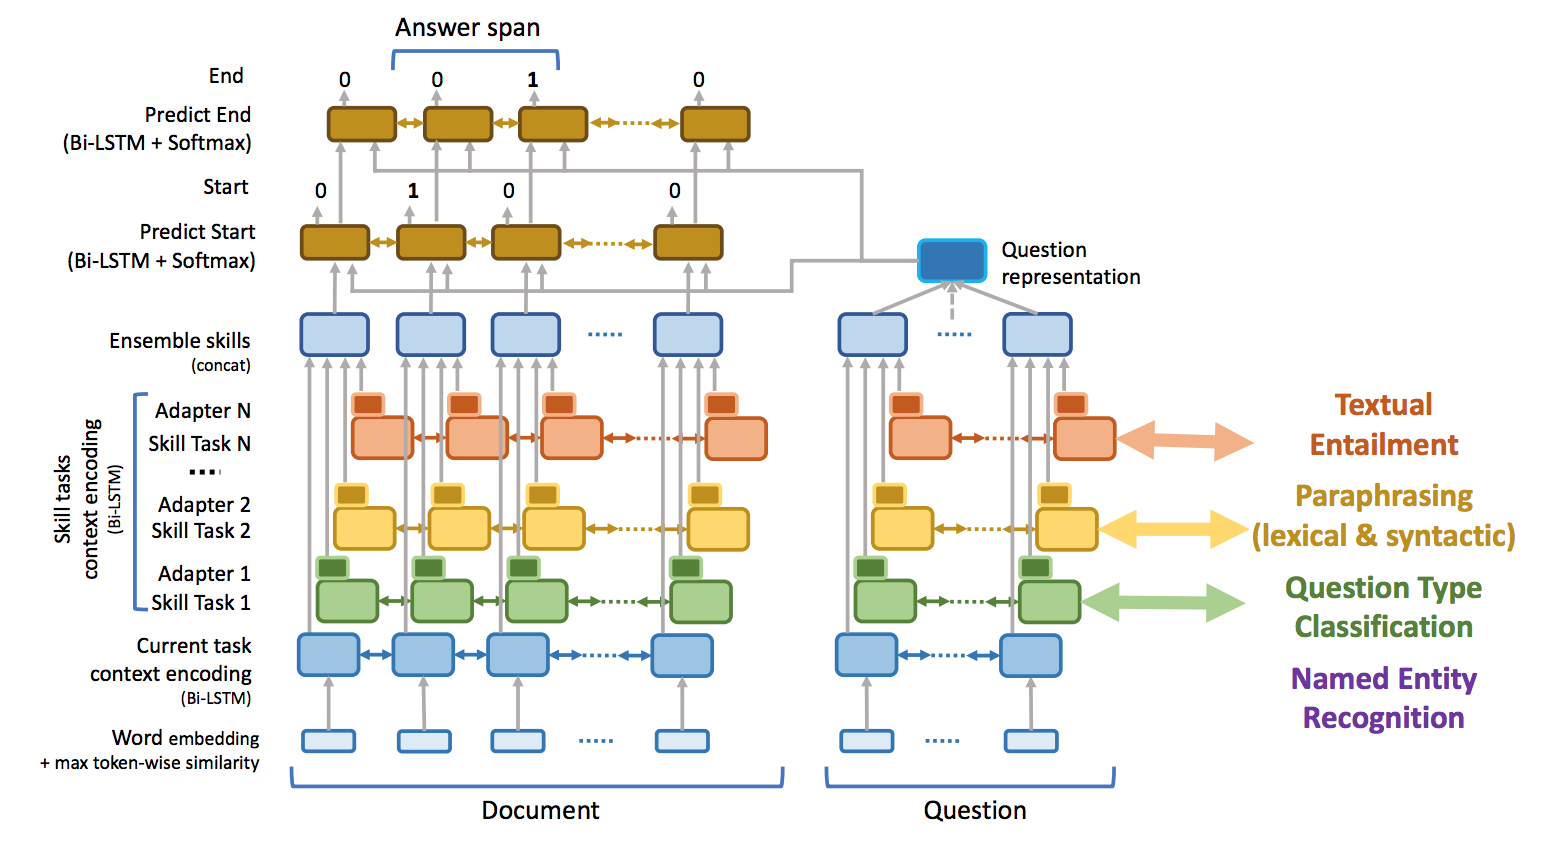 Answer span
End
0 0 1 0
Predict End
(Bi-LSTM + Softmax)
Start
0 1 0 0
Predict Start
(Bi-LSTM + Softmax)
Question
representation
Ensemble skills
(concat)
Skill tasks
context encoding
(Bi-LSTM)
Adapter N
Skill Task N
Adapter 2
Skill Task 2
Adapter 1
Skill Task 1
Current task
context encoding
(Bi-LSTM)
Word embedding
+ max token-wise similarity
Document
Question
Textual
Entailment
Paraphrasing
(lexical & syntactic)
Question Type
Classification
Named Entity
Recognition